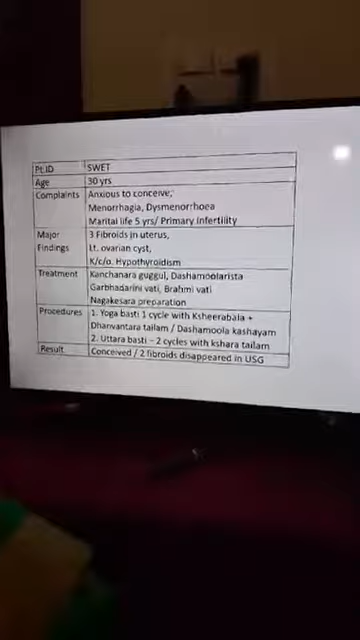 Pt.ID SWET
Age 30 yrs
Complaints Anxious to conceive,
Menorrhagia, Dysmenorrhoea
Marital life 5 yrs/ Primary Infertility
Major 3 Fibroids in uterus,
Findings Lt. ovarian cyst,
K/c/o. Hypothyroidism
Treatment Kanchanara guggul, Dashamoolarista
Garbhadarini vati, Brahmi vati
Nagakesara preparation
Procedures 1. Yoga basti 1 cycle with Ksheerabala +
Dhanvantara tailam / Dashamoola kashayam
2. Uttara basti – 2 cycles with kshara tailam
Result Conceived / 2 fibroids disappeared in USG